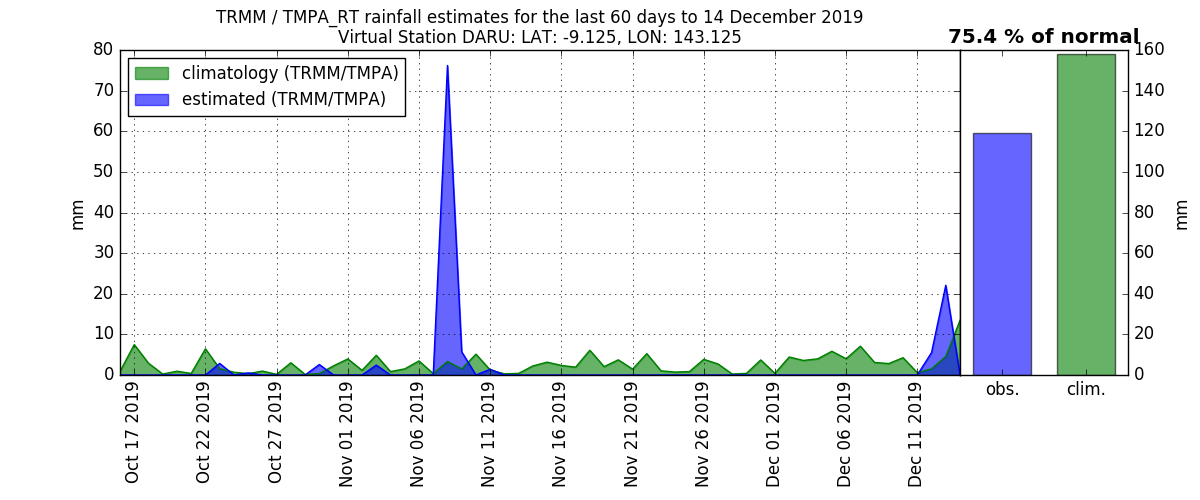 TRMM / TMPA_RT rainfall estimates for the last 60 days to 14 December 2019
Virtual Station DARU: LAT: -9.125, LON: 143.125
75.4 % of normal
climatology (TRMM/TMPA)
estimated (TRMM/TMPA)
80
70
60
50
40
30
20
10
0
mm
160
140
120
100
80
60
40
20
0
mm
Oct 17 2019
Oct 22 2019
Oct 27 2019
Nov 01 2019
Nov 06 2019
Nov 11 2019
Nov 16 2019
Nov 21 2019
Nov 26 2019
Dec 01 2019
Dec 06 2019
Dec 11 2019
obs.
clim.